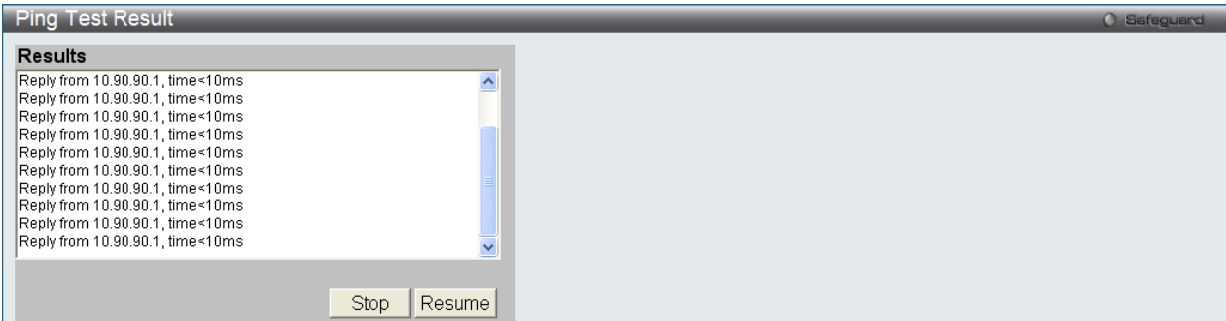 Ping Test Result
Safeguard
Results
Reply from 10.90.90.1, time<10ms
Reply from 10.90.90.1, time<10ms
Reply from 10.90.90.1, time<10ms
Reply from 10.90.90.1, time<10ms
Reply from 10.90.90.1, time<10ms
Reply from 10.90.90.1, time<10ms
Reply from 10.90.90.1, time<10ms
Reply from 10.90.90.1, time<10ms
Reply from 10.90.90.1, time<10ms
Reply from 10.90.90.1, time<10ms
Stop Resume